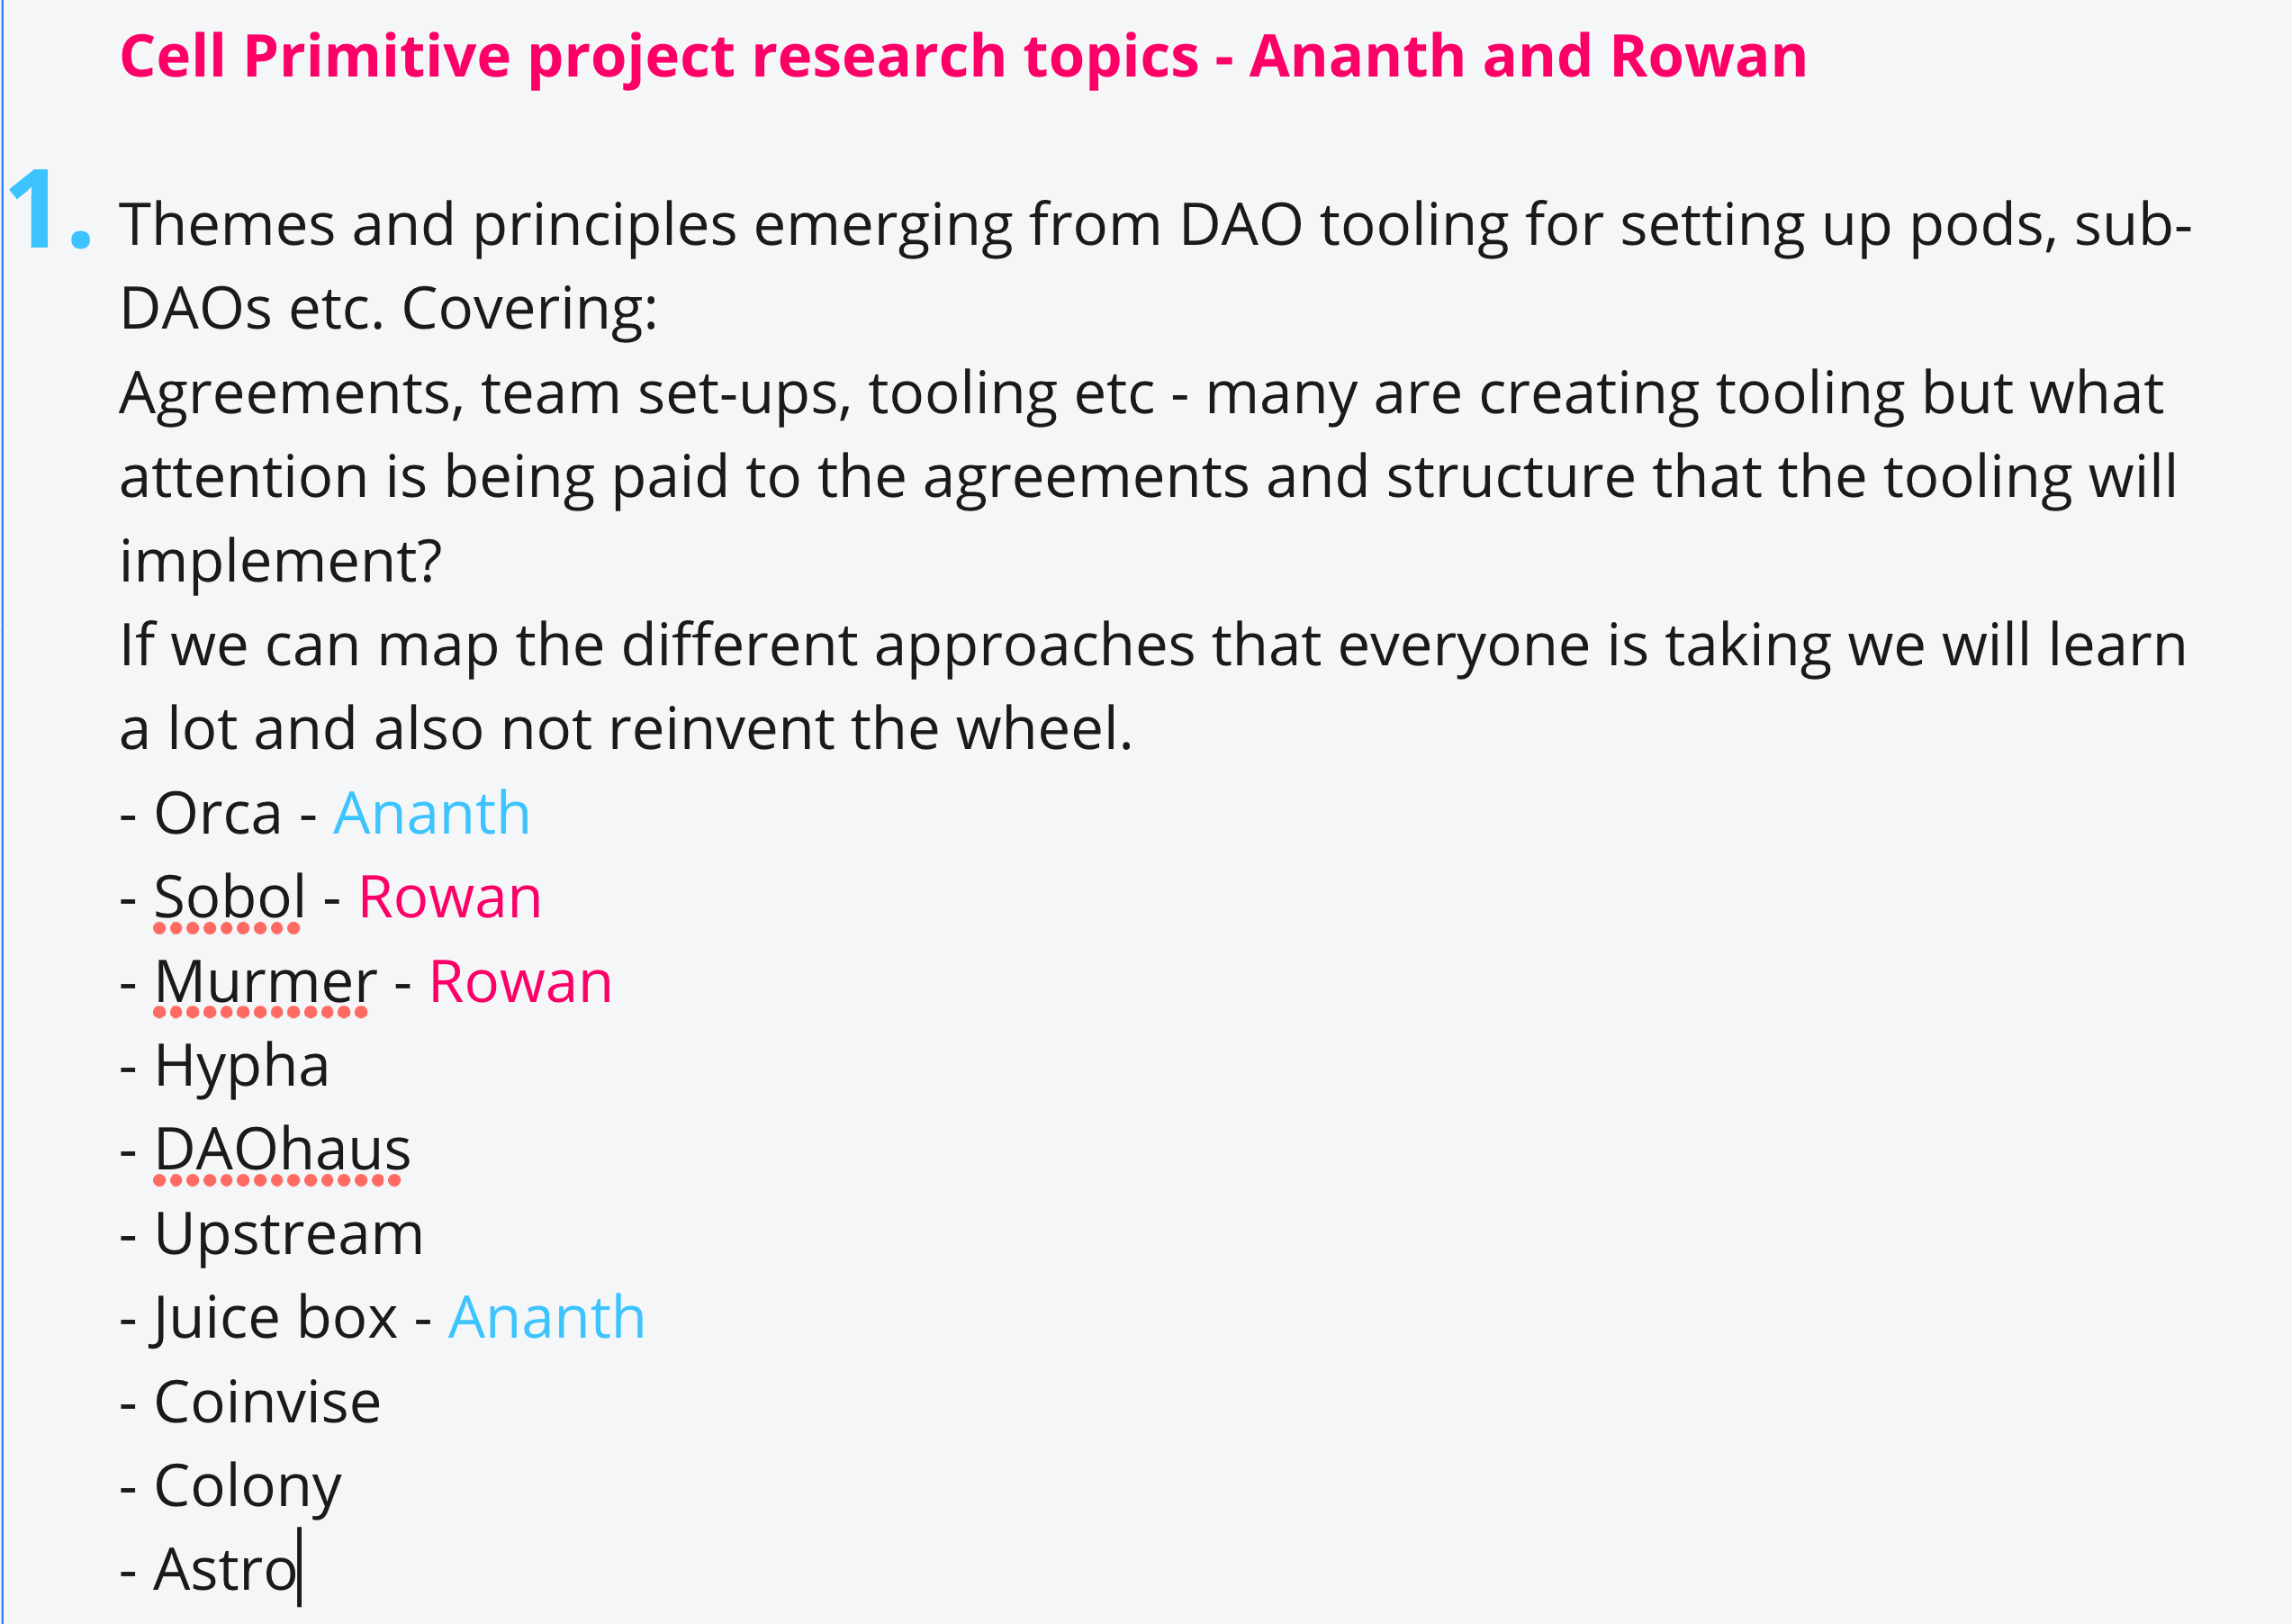 Cell Primitive project research topics - Ananth and Rowan
1. Themes and principles emerging from DAO tooling for setting up pods, sub-
DAOs etc. Covering:
Agreements, team set-ups, tooling etc - many are creating tooling but what
attention is being paid to the agreements and structure that the tooling will
implement?
If we can map the different approaches that everyone is taking we will learn
a lot and also not reinvent the wheel.
- Orca - Ananth
- Sobol - Rowan
- Murmer - Rowan
- Hypha
- DAOhaus
- Upstream
- Juice box - Ananth
- Coinvise
- Colony
- Astro